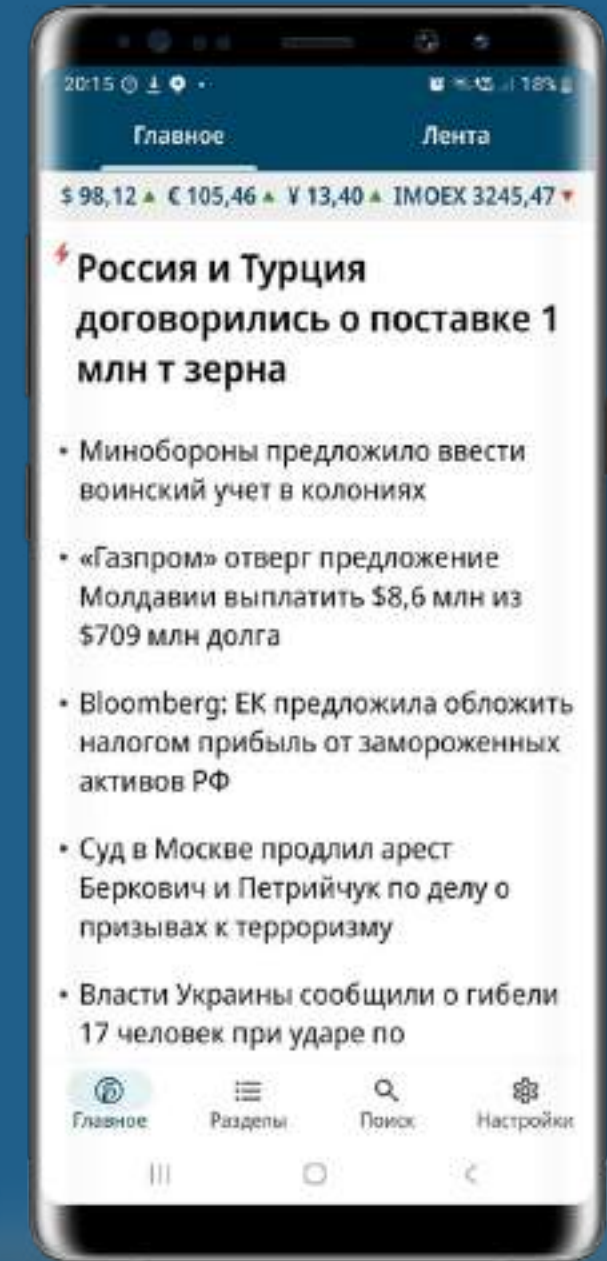 20:15
18%
Главное Лента
$ 98,12 ▲ € 105,46 ▲ ¥ 13,40 ▲ IMOEX 3245,47 ▼
Россия и Турция
договорились о поставке 1
млн т зерна
• Минобороны предложило ввести
воинский учет в колониях
• «Газпром» отверг предложение
Молдавии выплатить $8,6 млн из
$709 млн долга
• Bloomberg: ЕК предложила обложить
налогом прибыль от замороженных
активов РФ
• Суд в Москве продлил арест
Беркович и Петрийчук по делу о
призывах к терроризму
• Власти Украины сообщили о гибели
17 человек при ударе по
Главное Разделы Поиск Настройки